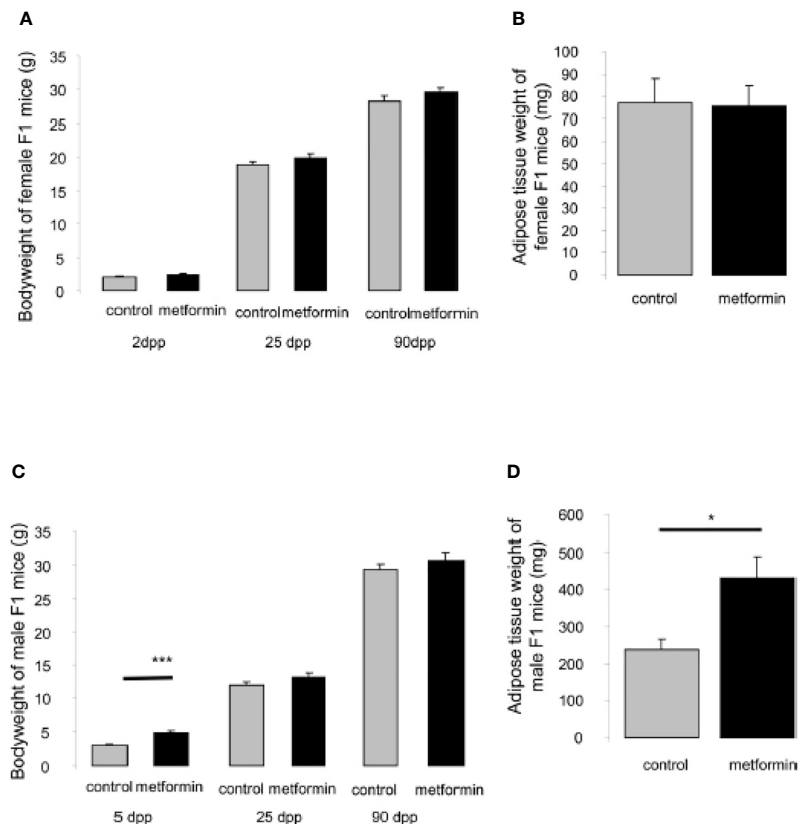 A
Bodyweight of female F1 mice (g)
35
30
25
20
15
10
5
0
control metformin
controlmetformin
controlmetformin
2dpp
25 dpp
90dpp
B
Adipose tissue weight of
female F1 mice (mg)
100
90
80
70
60
50
40
30
20
10
0
control
metformin
C
Bodyweight of male F1 mice (g)
35
30
25
20
15
10
5
0
***
control metformin
control metformin
control metformin
5 dpp
25 dpp
90 dpp
D
Adipose tissue weight of
male F1 mice (mg)
600
500
400
300
200
100
0
*
control
metformin